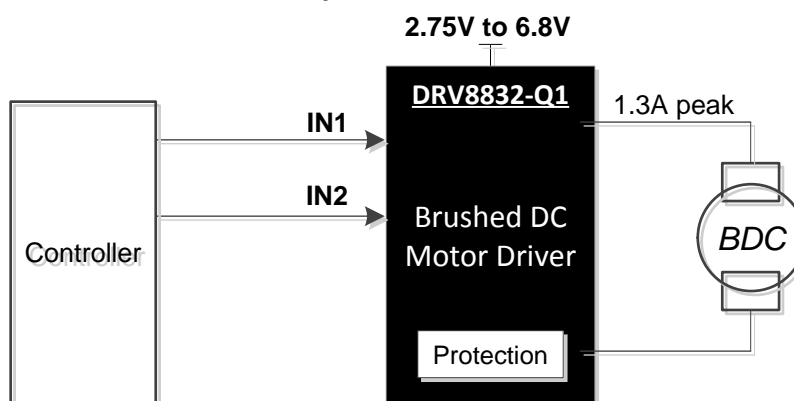 2.75V to 6.8V
DRV8832-Q1
1.3A peak
IN1
IN2
Controller
Brushed DC
Motor Driver
BDC
Protection